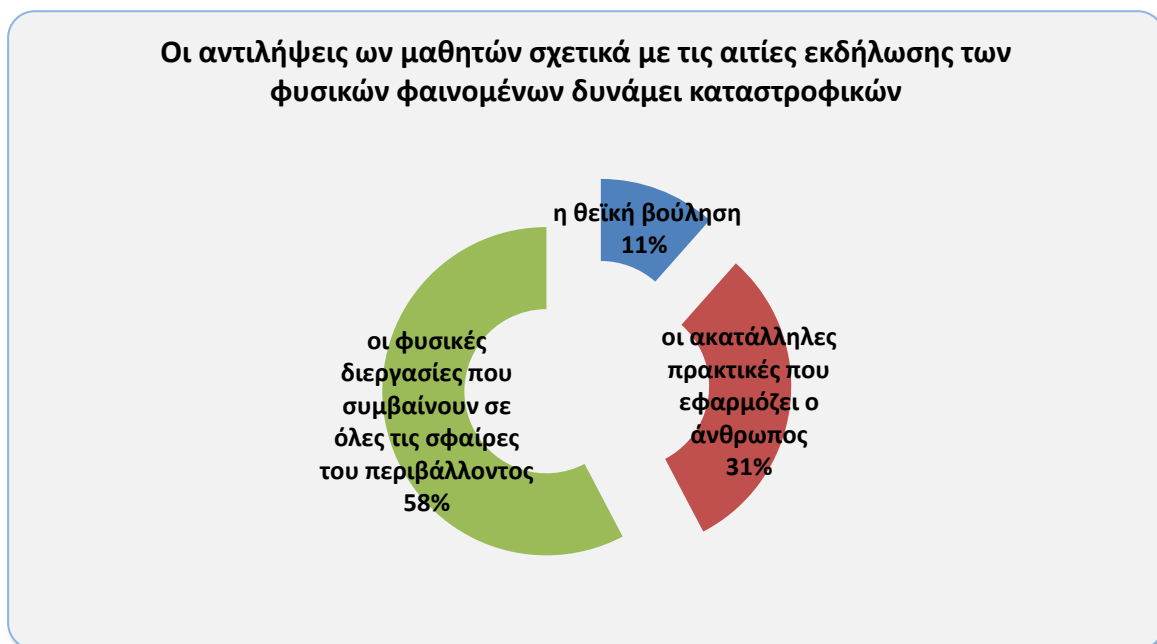 Οι αντιλήψεις ων μαθητών σχετικά με τις αιτίες εκδήλωσης των
φυσικών φαινομένων δυνάμει καταστροφικών
η θεϊκή βούληση
11%
οι ακατάλληλες
πρακτικές που
εφαρμόζει ο
άνθρωπος
31%
οι φυσικές
διεργασίες που
συμβαίνουν σε
όλες τις σφαίρες
του περιβάλλοντος
58%